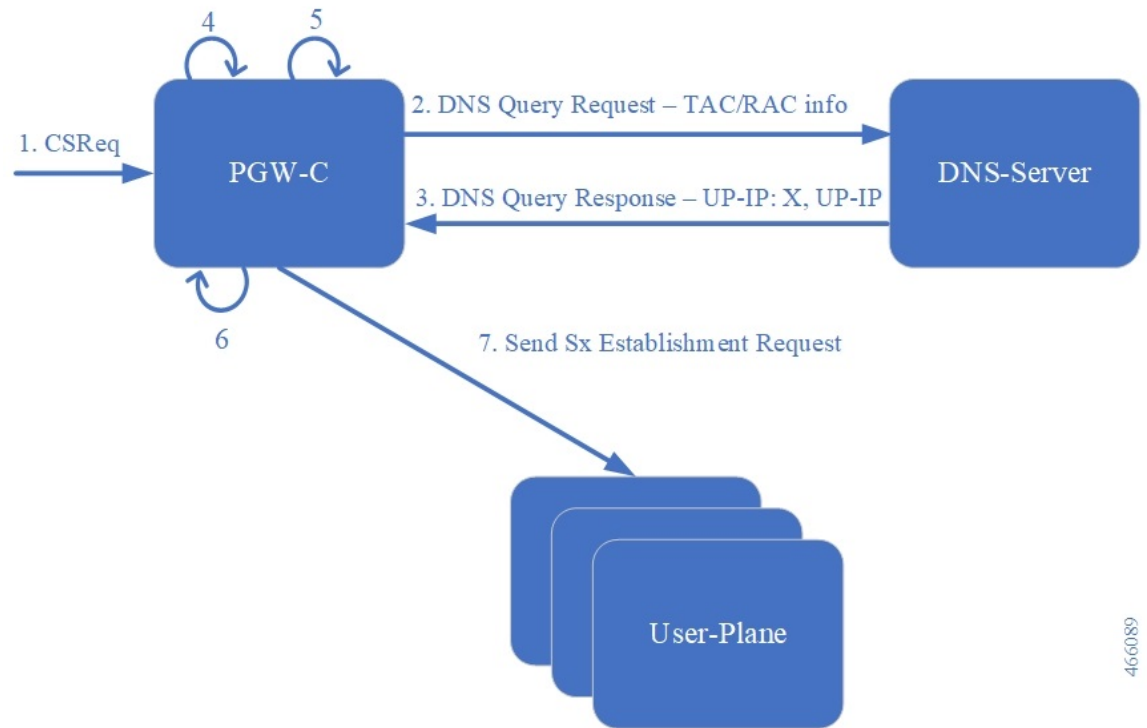 4
5
1. CSReq
PGW-C
2. DNS Query Request – TAC/RAC info
3. DNS Query Response – UP-IP: X, UP-IP
DNS-Server
6
7. Send Sx Establishment Request
User-Plane
466089